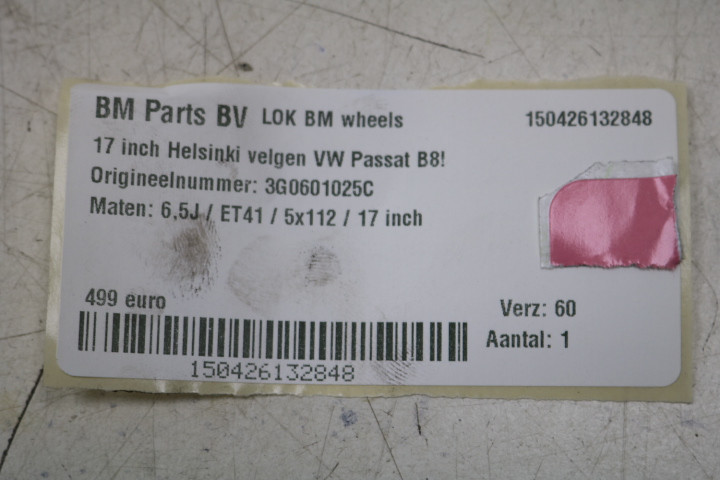 BM Parts BV LOK BM wheels 150426132848
17 inch Helsinki velgen VW Passat B8!
Origineelnummer: 3G0601025C
Maten: 6,5J / ET41 / 5x112 / 17 inch
499 euro Verz: 60
Aantal: 1
150426132848